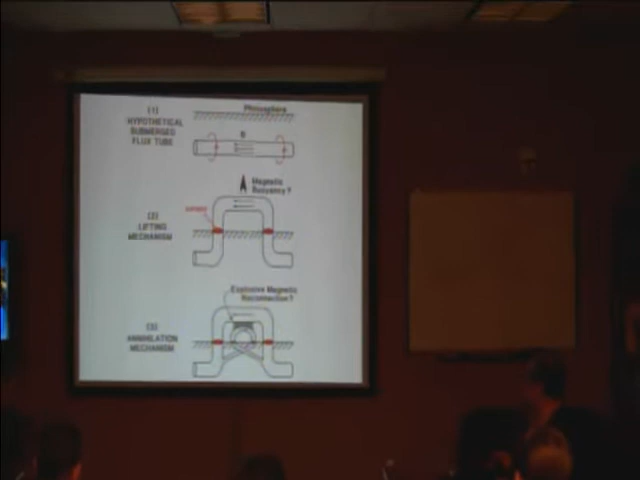 (1)
HYPOTHETICAL
SUBMERGED
FLUX TUBE
Photosphere
B
(2)
LIFTING
MECHANISM
Magnetic
Buoyancy?
(3)
ANNIHILATION
MECHANISM
Explosive Magnetic
Reconnection?